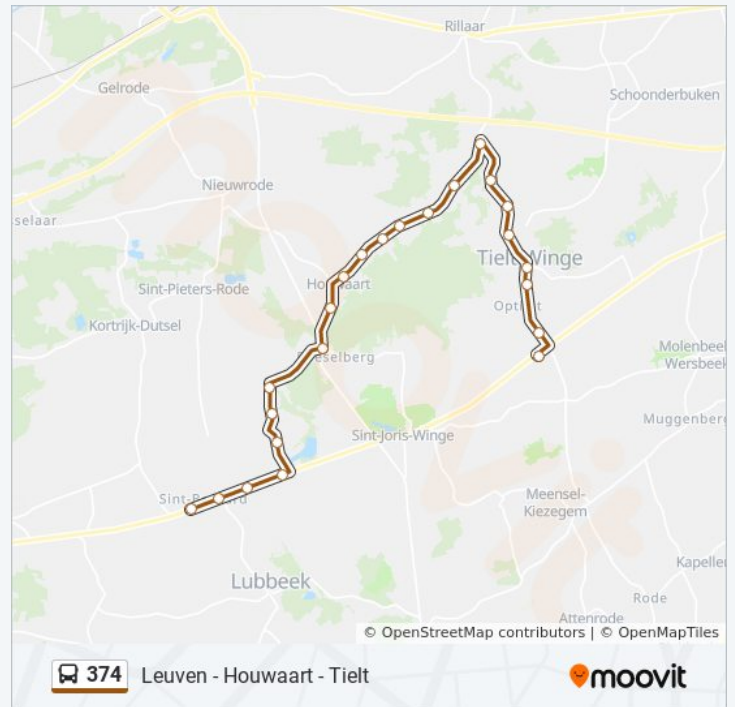 Rillaar
Gelrode
Schoonderbuken
Nieuwrode
selaar
Tielt-Winge
Sint-Pieters-Rode
Kortrijk-Dutsel
Molenbeek
Wersbeek
Muggenberg
Sint-Joris-Winge
Meensel-
Kiezegem
Lubbeek
Kapellen
Rode
Attenrode
© OpenStreetMap contributors | © OpenMapTiles
374 Leuven - Houwaart - Tielt
moovit